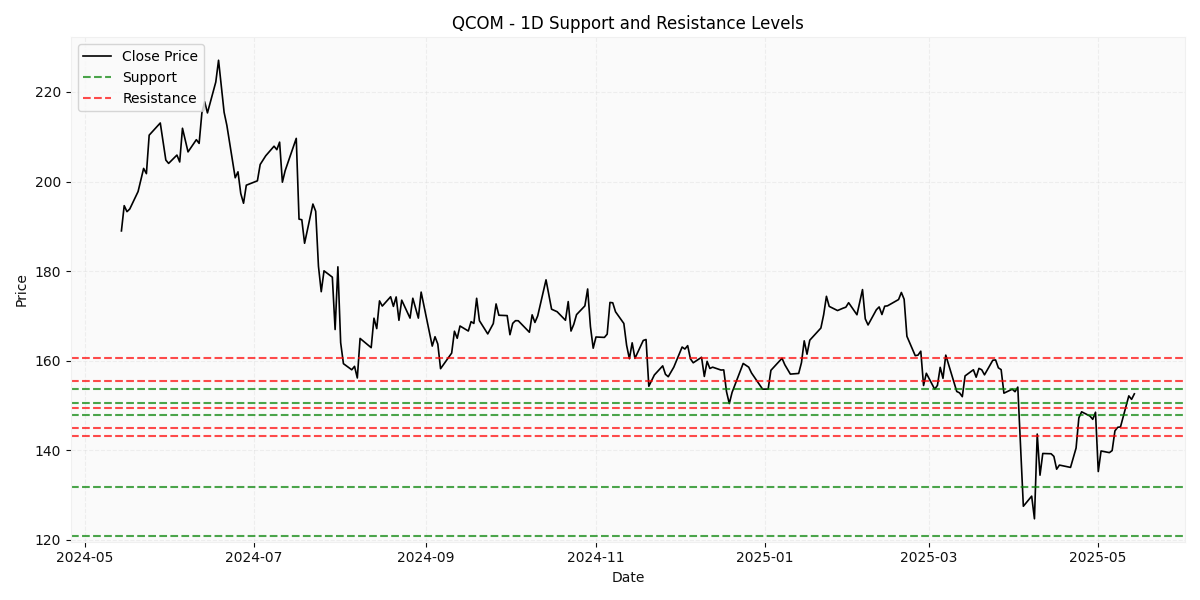 QCOM - 1D Support and Resistance Levels
Close Price
Support
Resistance
Price
220
200
180
160
140
120
2024-05
2024-07
2024-09
2024-11
2025-01
2025-03
2025-05
Date